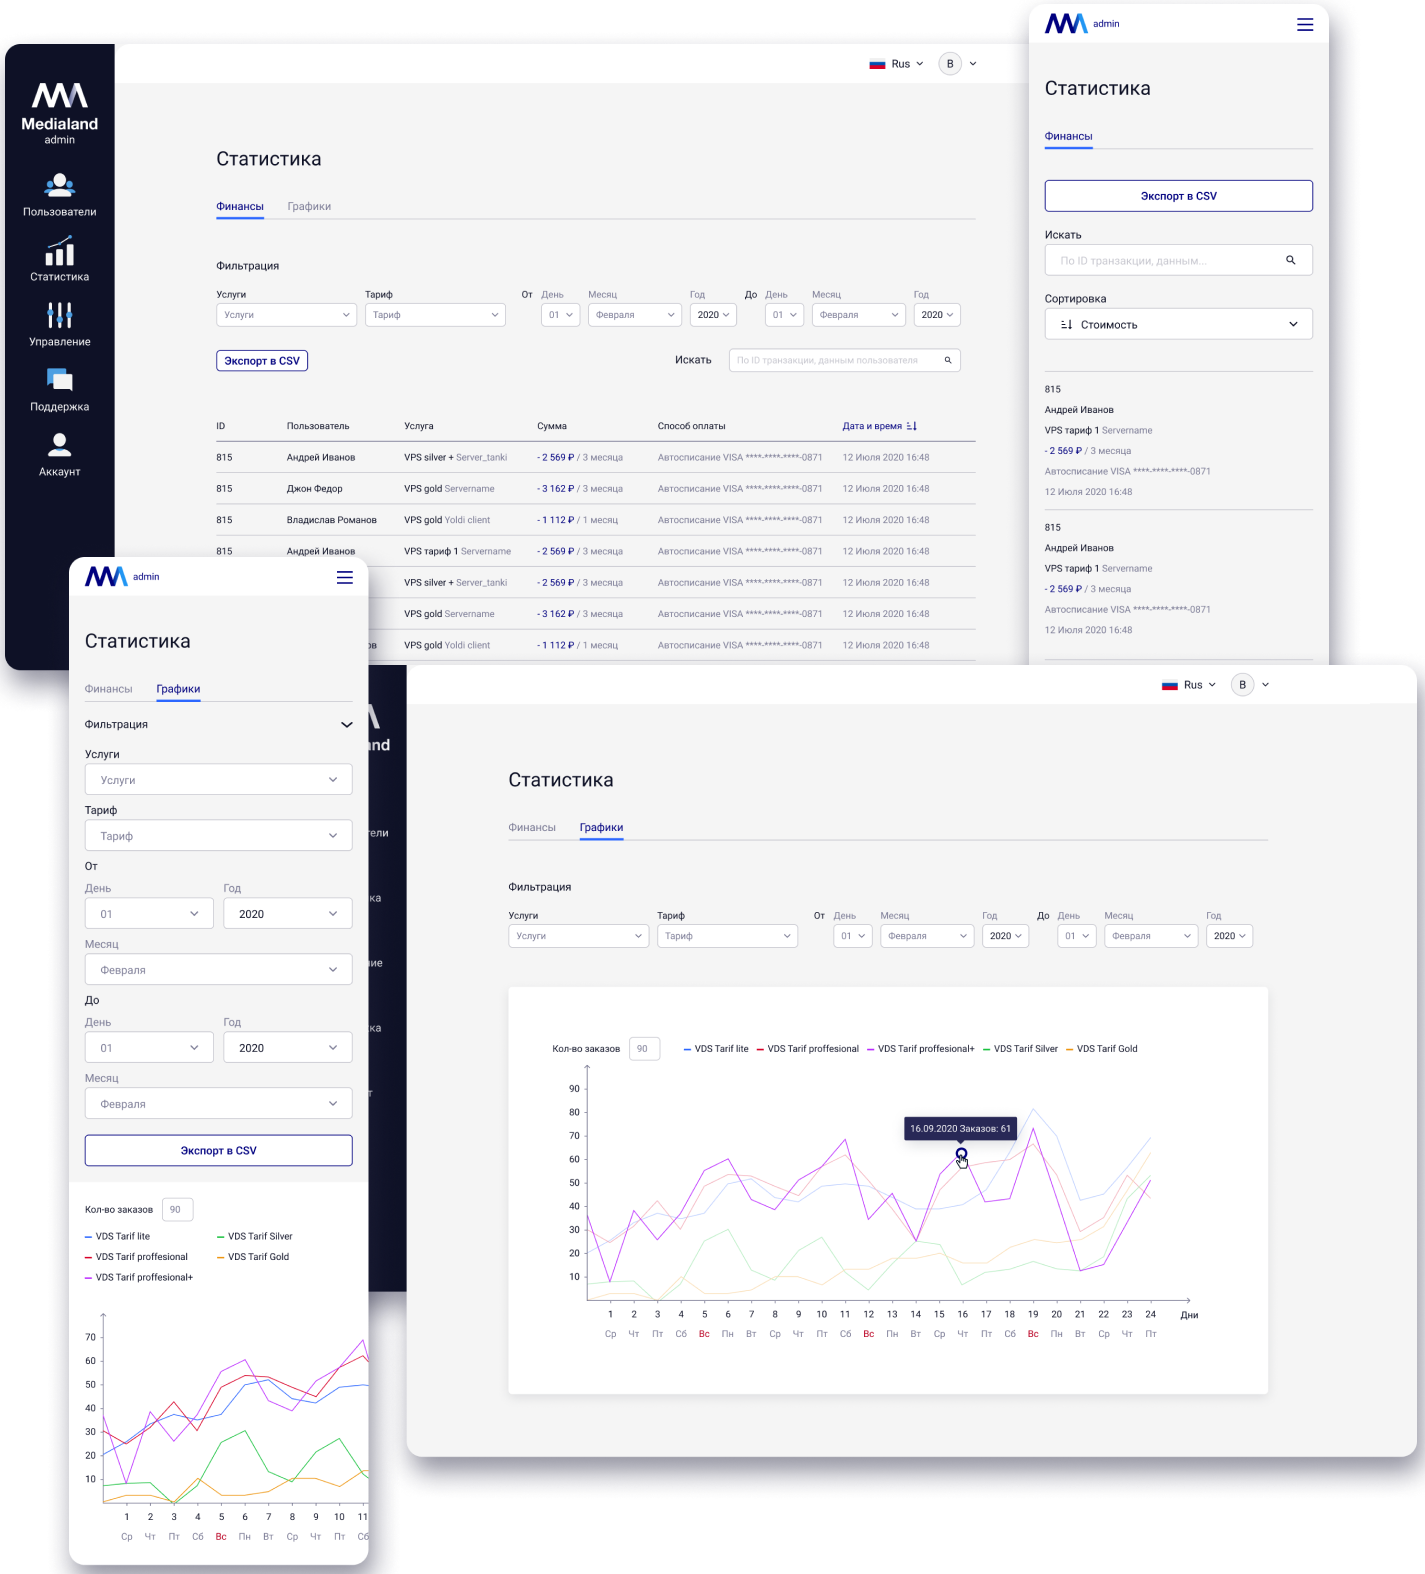 Medialand
admin
Пользователи
Статистика
Управление
Поддержка
Аккаунт
Rus B
Статистика
Финансы Графики
Фильтрация
Услуги Тариф От День Месяц Год До День Месяц Год
Услуги Тариф 01 Февраля 2020 01 Февраля 2020
Экспорт в CSV Искать По ID транзакции, данным пользователя
ID Пользователь Услуга Сумма Способ оплаты Дата и время
815 Андрей Иванов VPS silver + Server_tanki - 2 569 ₽ / 3 месяца Автосписание VISA ****-****-****-0871 12 Июля 2020 16:48
815 Джон Федор VPS gold Servername - 3 162 ₽ / 3 месяца Автосписание VISA ****-****-****-0871 12 Июля 2020 16:48
815 Владислав Романов VPS gold Yoldi client - 1 112 ₽ / 1 месяц Автосписание VISA ****-****-****-0871 12 Июля 2020 16:48
815 Андрей Иванов VPS тариф 1 Servername - 2 569 ₽ / 3 месяца Автосписание VISA ****-****-****-0871 12 Июля 2020 16:48
VPS silver + Server_tanki - 2 569 ₽ / 3 месяца Автосписание VISA ****-****-****-0871 12 Июля 2020 16:48
VPS gold Servername - 3 162 ₽ / 3 месяца Автосписание VISA ****-****-****-0871 12 Июля 2020 16:48
ов VPS gold Yoldi client - 1 112 ₽ / 1 месяц Автосписание VISA ****-****-****-0871 12 Июля 2020 16:48
admin
Статистика
Финансы
Экспорт в CSV
Искать
По ID транзакции, данным...
Сортировка
Стоимость
815
Андрей Иванов
VPS тариф 1 Servername
- 2 569 ₽ / 3 месяца
Автосписание VISA ****-****-****-0871
12 Июля 2020 16:48
815
Андрей Иванов
VPS тариф 1 Servername
- 2 569 ₽ / 3 месяца
Автосписание VISA ****-****-****-0871
12 Июля 2020 16:48
admin
Статистика
Финансы Графики
Фильтрация
Услуги
Услуги
Тариф
Тариф
От
День Год
01 2020
Месяц
Февраля
До
День Год
01 2020
Месяц
Февраля
Экспорт в CSV
Кол-во заказов 90
VDS Tarif lite VDS Tarif Silver
VDS Tarif proffesional VDS Tarif Gold
VDS Tarif proffesional+
70
60
50
40
30
20
10
1 2 3 4 5 6 7 8 9 10 11
Ср Чт Пт Сб Вс Пн Вт Ср Чт Пт Сб
and
ели
ка
ие
ка
т
Rus B
Статистика
Финансы Графики
Фильтрация
Услуги Тариф От День Месяц Год До День Месяц Год
Услуги Тариф 01 Февраля 2020 01 Февраля 2020
Кол-во заказов 90 VDS Tarif lite VDS Tarif proffesional VDS Tarif proffesional+ VDS Tarif Silver VDS Tarif Gold
90
80
70
60
50
40
30
20
10
16.09.2020 Заказов: 61
1 2 3 4 5 6 7 8 9 10 11 12 13 14 15 16 17 18 19 20 21 22 23 24 Дни
Ср Чт Пт Сб Вс Пн Вт Ср Чт Пт Сб Вс Пн Вт Ср Чт Пт Сб Вс Пн Вт Ср Чт Пт